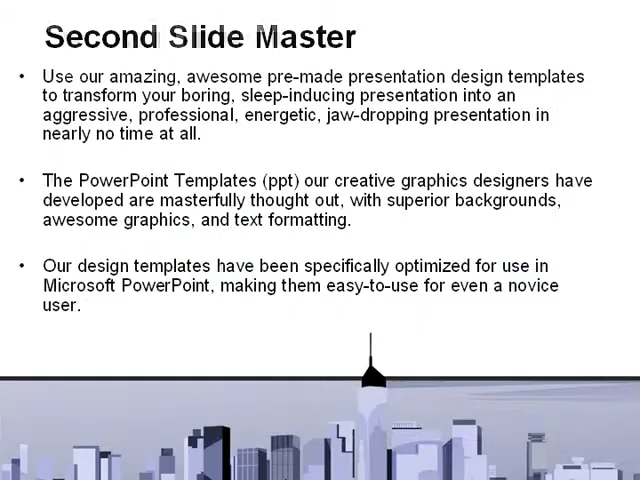 Second Slide Master
• Use our amazing, awesome pre-made presentation design templates
to transform your boring, sleep-inducing presentation into an
aggressive, professional, energetic, jaw-dropping presentation in
nearly no time at all.
• The PowerPoint Templates (ppt) our creative graphics designers have
developed are masterfully thought out, with superior backgrounds,
awesome graphics, and text formatting.
• Our design templates have been specifically optimized for use in
Microsoft PowerPoint, making them easy-to-use for even a novice
user.